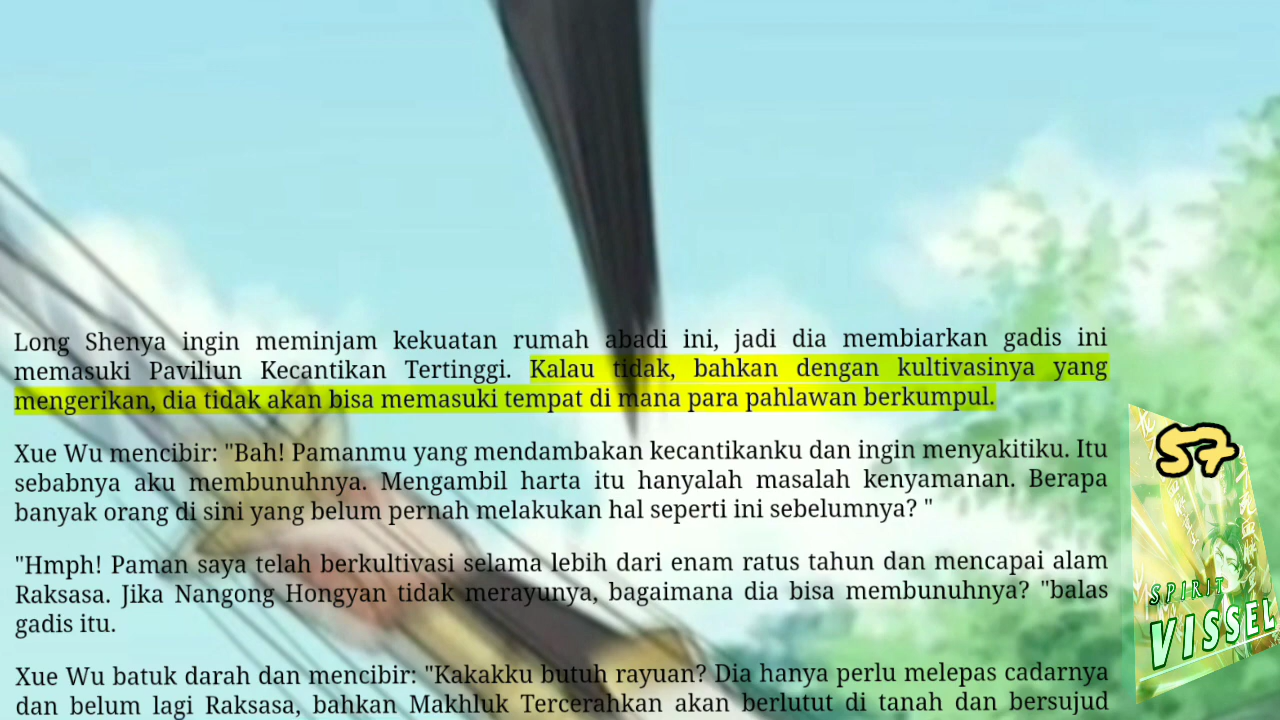 Long Shenya ingin meminjam kekuatan rumah abadi ini, jadi dia membiarkan gadis ini
memasuki Paviliun Kecantikan Tertinggi. Kalau tidak, bahkan dengan kultivasinya yang
mengerikan, dia tidak akan bisa memasuki tempat di mana para pahlawan berkumpul.
Xue Wu mencibir: "Bah! Pamanmu yang mendambakan kecantikanku dan ingin menyakitiku. Itu
sebabnya aku membunuhnya. Mengambil harta itu hanyalah masalah kenyamanan. Berapa
banyak orang di sini yang belum pernah melakukan hal seperti ini sebelumnya? "
"Hmph! Paman saya telah berkultivasi selama lebih dari enam ratus tahun dan mencapai alam
Raksasa. Jika Nangong Hongyan tidak merayunya, bagaimana dia bisa membunuhnya? "balas
gadis itu.
Xue Wu batuk darah dan mencibir: "Kakakku butuh rayuan? Dia hanya perlu melepas cadarnya
dan belum lagi Raksasa, bahkan Makhluk Tercerahkan akan berlutut di tanah dan bersujud
57
SPIRIT
VISSEL